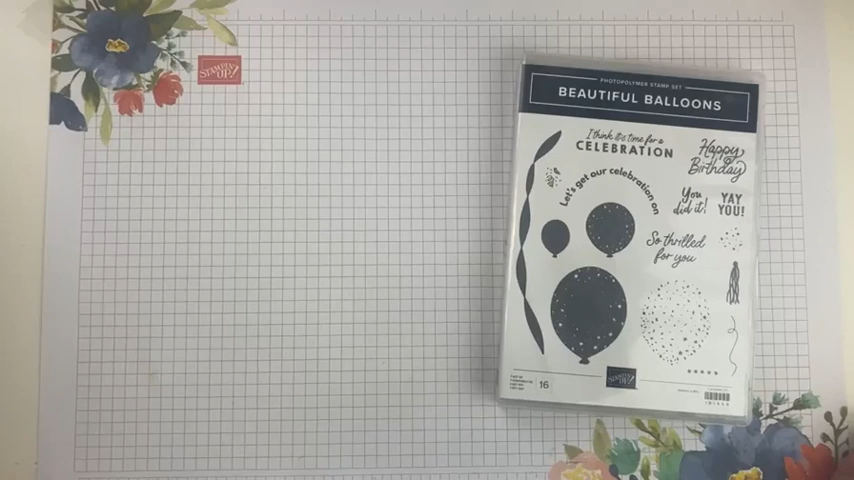 STAMPIN' UP!
PHOTOPOLYMER STAMP SET
BEAUTIFUL BALLOONS
I think it's time for a
CELEBRATION
Happy
Birthday
Let's get our celebration on
You
did it!
YAY
YOU!
So thrilled
for you
16
STAMPIN' UP!